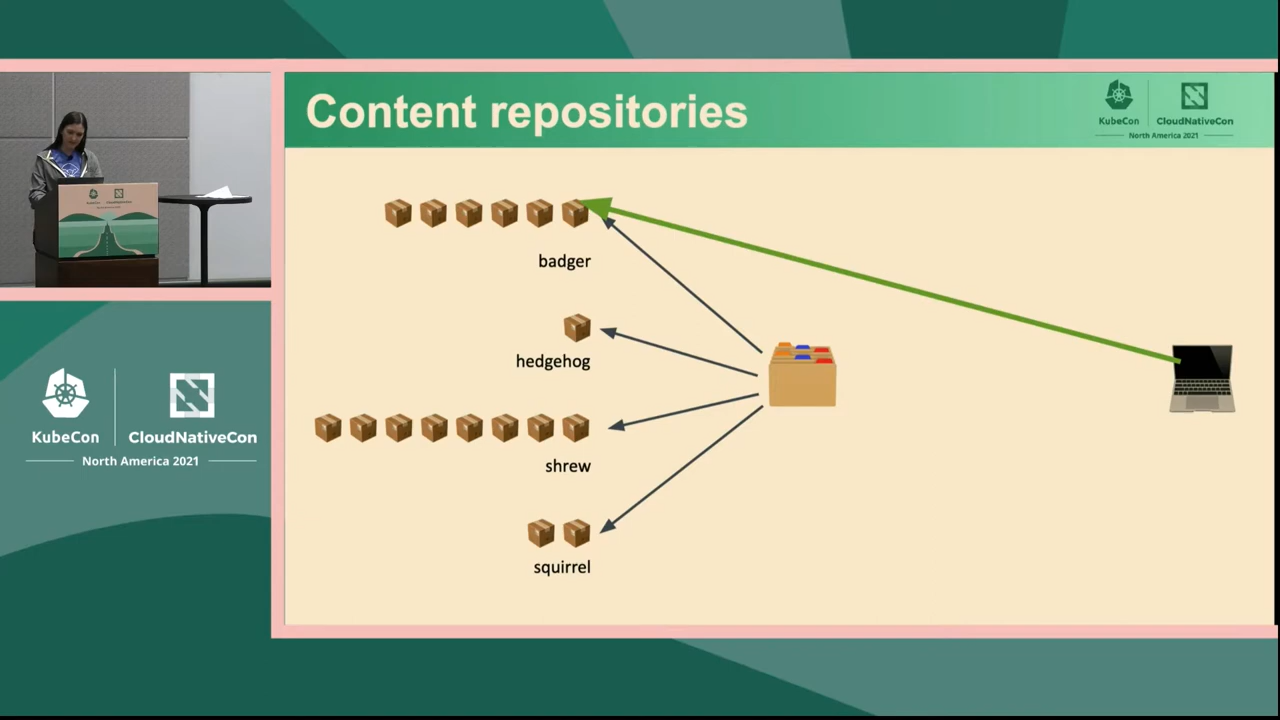 Content repositories
KubeCon
CloudNativeCon
North America 2021
badger
hedgehog
shrew
squirrel
KubeCon
CloudNativeCon
North America 2021